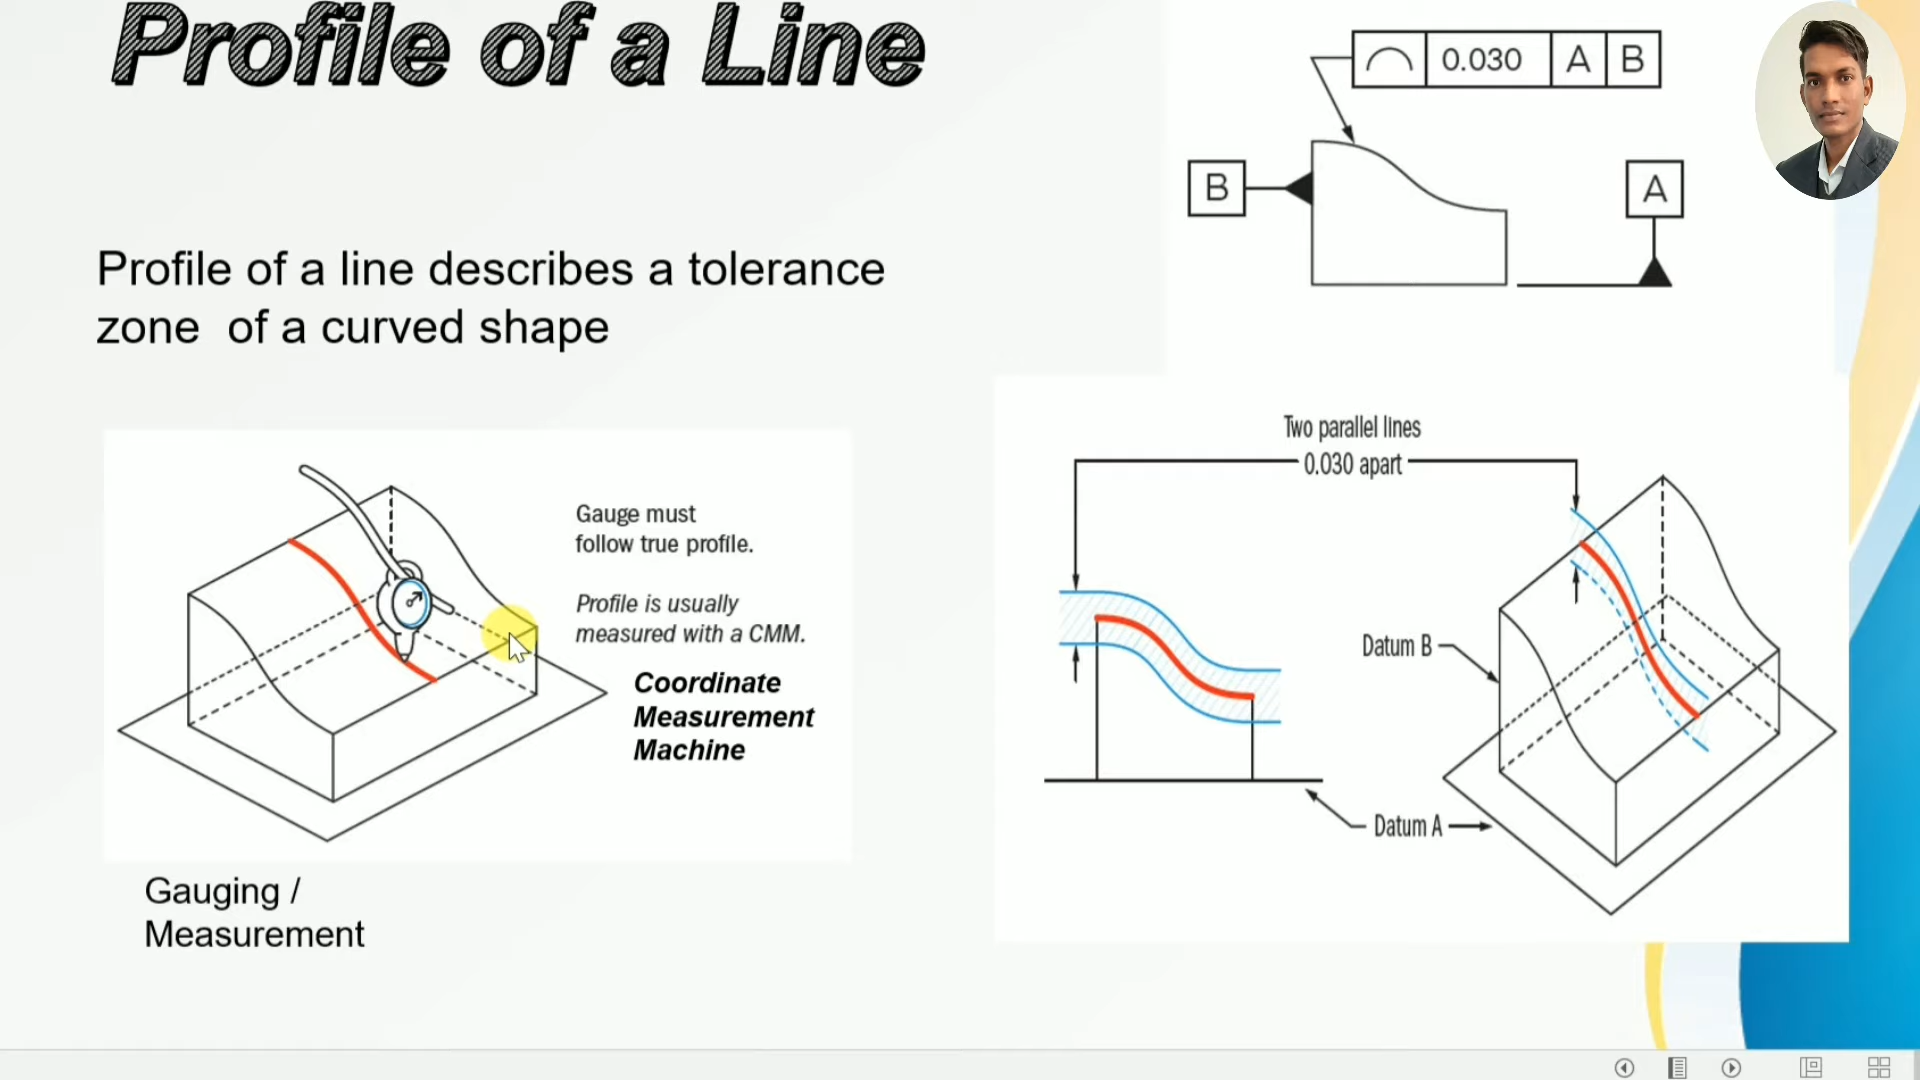 Profile of a Line
0.030 A B
B
A
Profile of a line describes a tolerance
zone of a curved shape
Gauge must
follow true profile.
Profile is usually
measured with a CMM.
Coordinate
Measurement
Machine
Gauging /
Measurement
Two parallel lines
0.030 apart
Datum B
Datum A